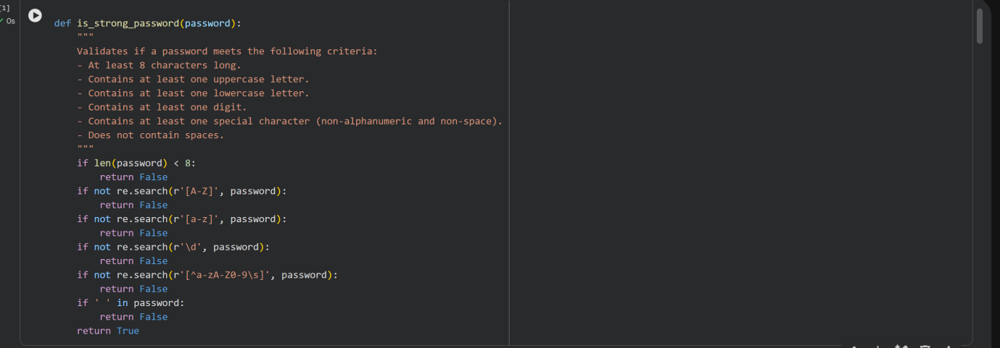 [1]
0s
def is_strong_password(password):
    """
    Validates if a password meets the following criteria:
    - At least 8 characters long.
    - Contains at least one uppercase letter.
    - Contains at least one lowercase letter.
    - Contains at least one digit.
    - Contains at least one special character (non-alphanumeric and non-space).
    - Does not contain spaces.
    """
    if len(password) < 8:
        return False
    if not re.search(r'[A-Z]', password):
        return False
    if not re.search(r'[a-z]', password):
        return False
    if not re.search(r'\d', password):
        return False
    if not re.search(r'[^a-zA-Z0-9\s]', password):
        return False
    if ' ' in password:
        return False
    return True